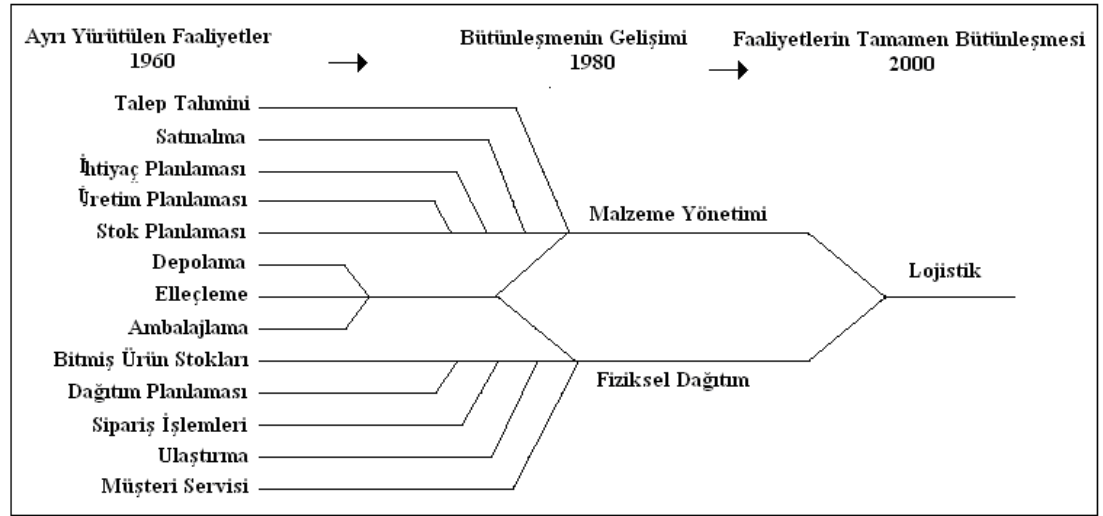 Ayrı Yürütülen Faaliyetler
1960
Bütünleşmenin Gelişimi
1980
Faaliyetlerin Tamamen Bütünleşmesi
2000
Talep Tahmini
Satınalma
İhtiyaç Planlaması
Üretim Planlaması
Stok Planlaması
Depolama
Elleçleme
Ambalajlama
Bitmiş Ürün Stokları
Dağıtım Planlaması
Sipariş İşlemleri
Ulaştırma
Müşteri Servisi
Malzeme Yönetimi
Fiziksel Dağıtım
Lojistik